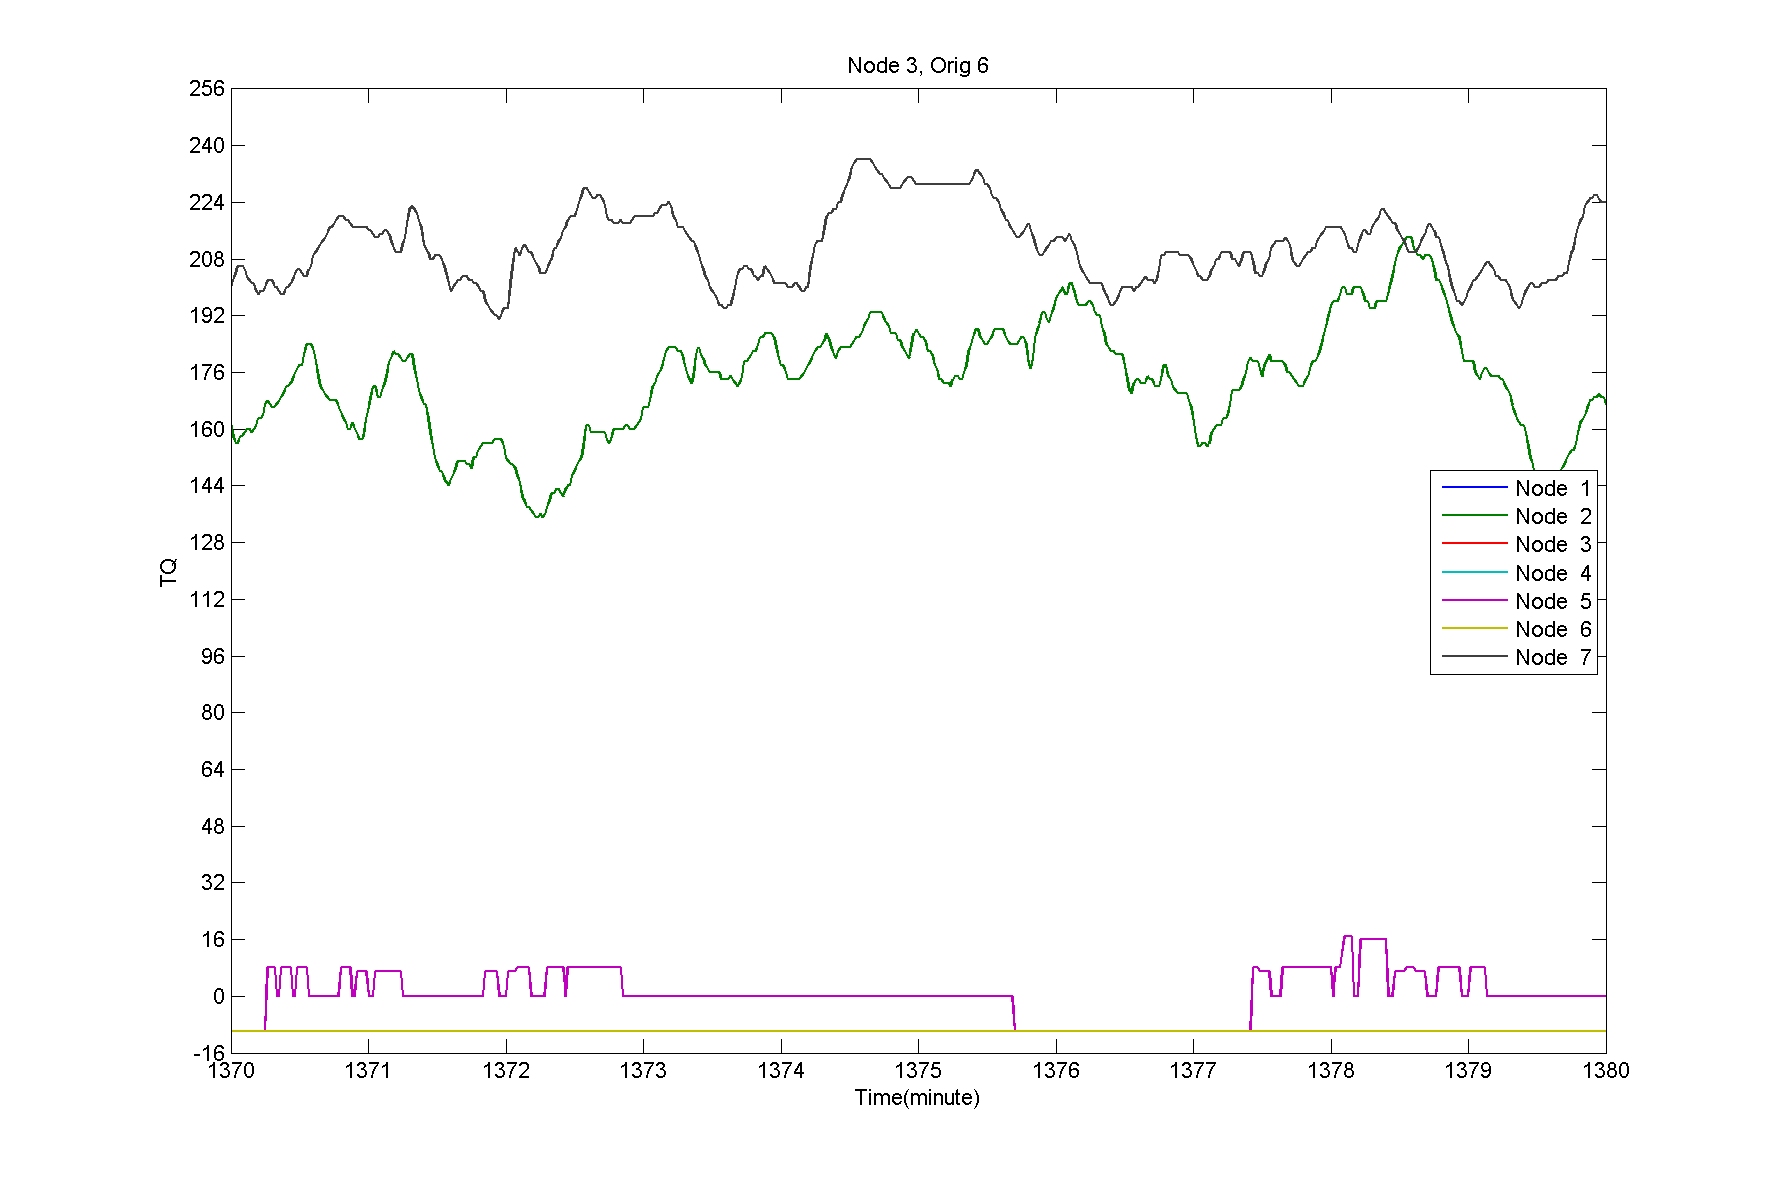 Node 3, Orig 6
256
240
224
208
192
176
160
144
128
112
96
80
64
48
32
16
0
-16
TQ
Node 1
Node 2
Node 3
Node 4
Node 5
Node 6
Node 7
1370 1371 1372 1373 1374 1375 1376 1377 1378 1379 1380
Time(minute)